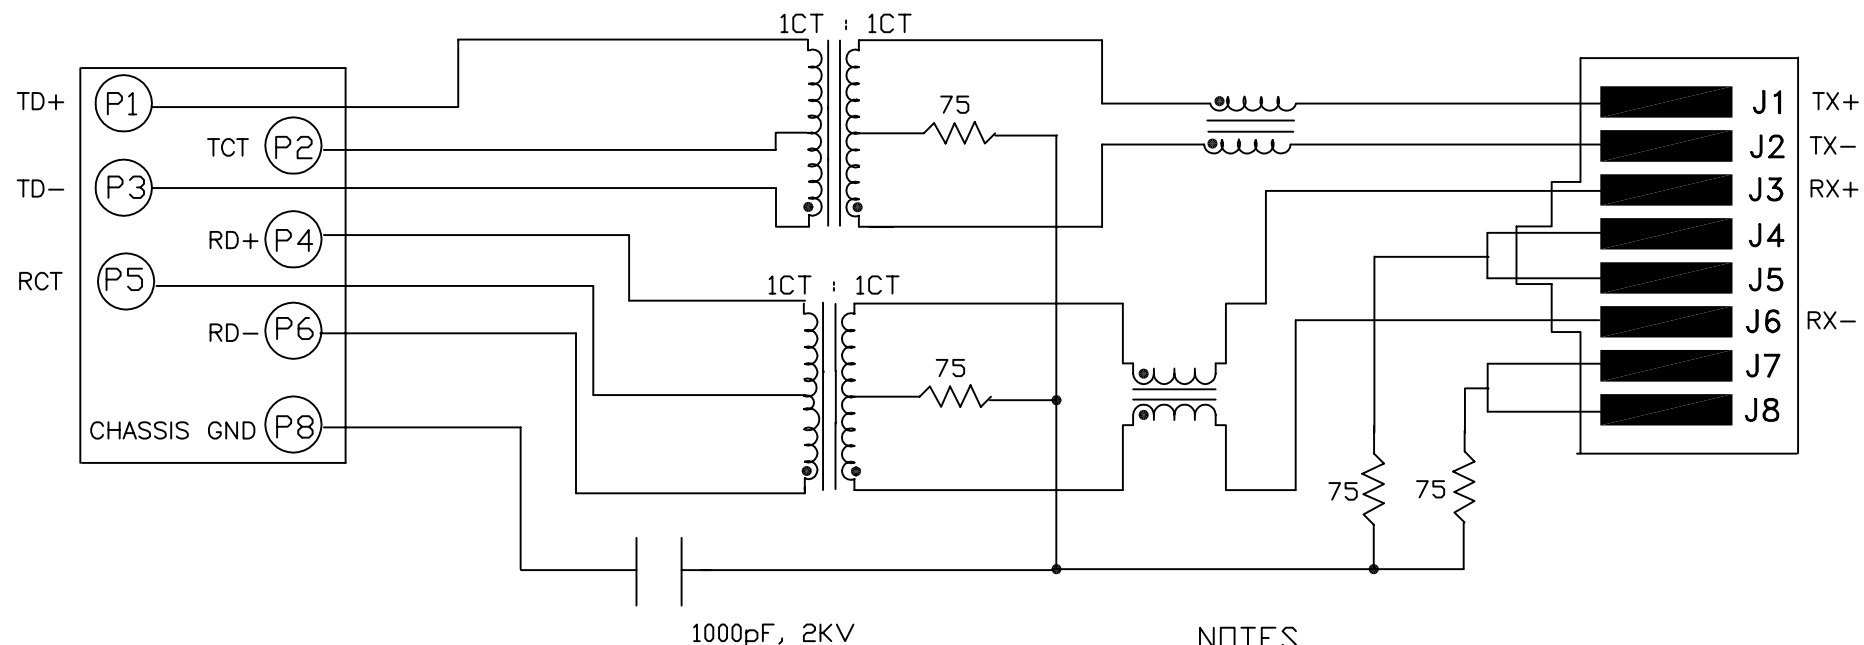 1CT : 1CT
TD+ P1
TCT P2
TD- P3
RD+ P4
RCT P5
RD- P6
CHASSIS GND P8
75
1CT : 1CT
75
J1 TX+
J2 TX-
J3 RX+
J4
J5
J6 RX-
J7
J8
75
75
1000pF, 2KV
NOTES